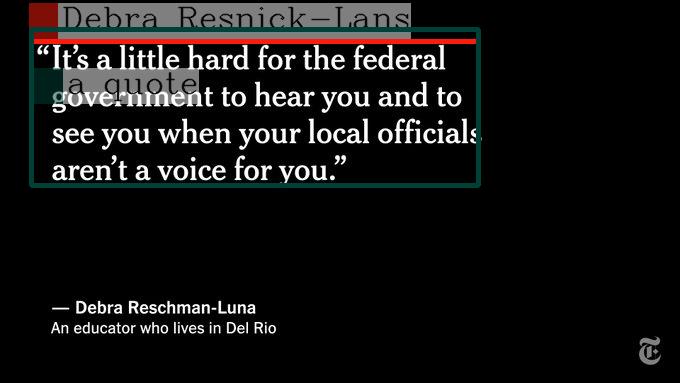 Debra Resnick-Lans
“It’s a little hard for the federal
a quote
government to hear you and to
see you when your local officials
aren’t a voice for you.”
— Debra Reschman-Luna
An educator who lives in Del Rio
T